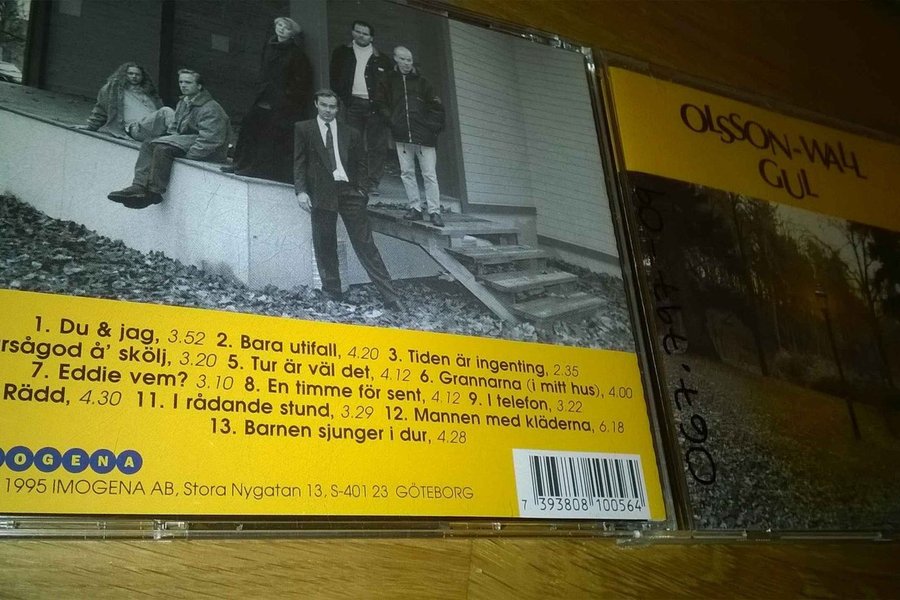 1. Du & jag, 3.52 2. Bara utifall, 4.20 3. Tiden är ingenting, 2.35
rsågod å' skölj, 3.20 5. Tur är väl det, 4.12 6. Grannarna (i mitt hus), 4.00
7. Eddie vem? 3.10 8. En timme för sent, 4.12 9. I telefon, 3.22
Rädd, 4.30 11. I rådande stund, 3.29 12. Mannen med kläderna, 6.18
13. Barnen sjunger i dur, 4.28
OGENA
1995 IMOGENA AB, Stora Nygatan 13, S-401 23 GÖTEBORG
7 393808 100564
OLSSON-WALL
GUL